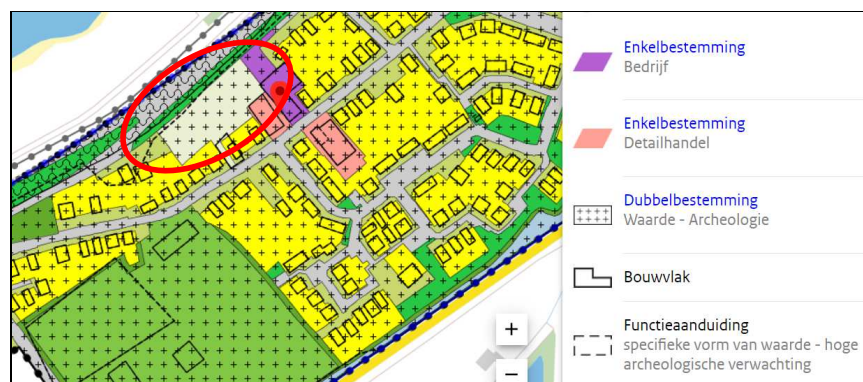 Enkelbestemming
Bedrijf
Enkelbestemming
Detailhandel
Dubbelbestemming
Waarde - Archeologie
Bouwvlak
Functieaanduiding
specifieke vorm van waarde - hoge
archeologische verwachting
+
−